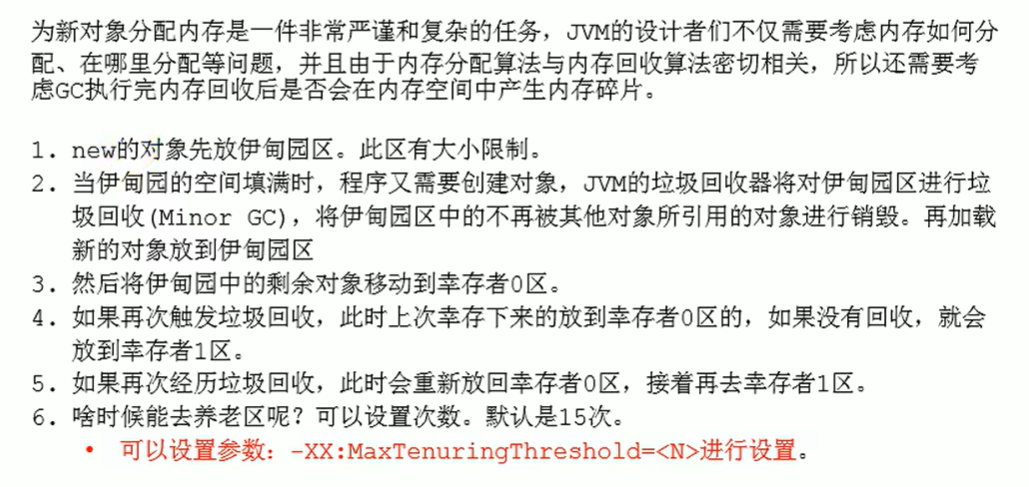 为新对象分配内存是一件非常严谨和复杂的任务，JVM的设计者们不仅需要考虑内存如何分
配、在哪里分配等问题，并且由于内存分配算法与内存回收算法密切相关，所以还需要考
虑GC执行完内存回收后是否会在内存空间中产生内存碎片。
1. new的对象先放伊甸园区。此区有大小限制。
2. 当伊甸园的空间填满时，程序又需要创建对象，JVM的垃圾回收器将对伊甸园区进行垃
圾回收(Minor GC)，将伊甸园区中的不再被其他对象所引用的对象进行销毁。再加载
新的对象放到伊甸园区
3. 然后将伊甸园中的剩余对象移动到幸存者0区。
4. 如果再次触发垃圾回收，此时上次幸存下来的放到幸存者0区的，如果没有回收，就会
放到幸存者1区。
5. 如果再次经历垃圾回收，此时会重新放回幸存者0区，接着再去幸存者1区。
6. 啥时候能去养老区呢？可以设置次数。默认是15次。
• 可以设置参数：-XX:MaxTenuringThreshold=<N>进行设置。